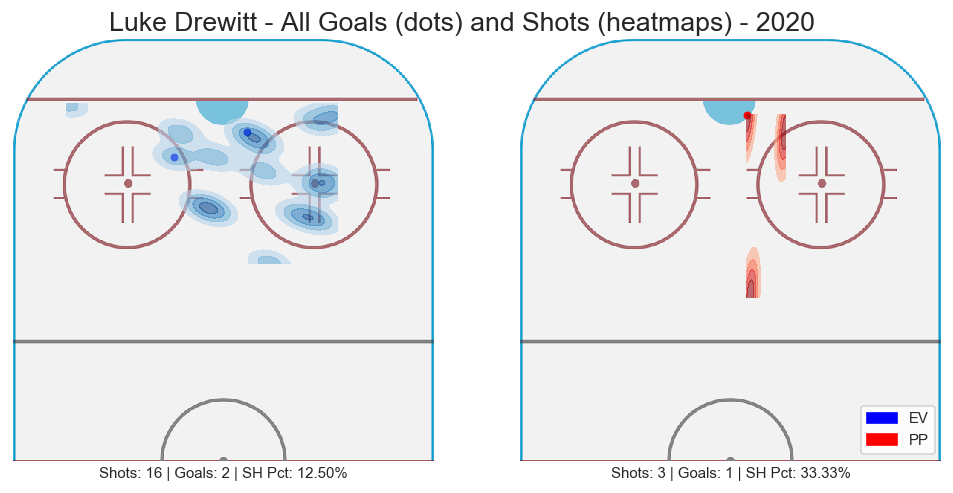 Luke Drewitt - All Goals (dots) and Shots (heatmaps) - 2020
EV
PP
Shots: 16 | Goals: 2 | SH Pct: 12.50%
Shots: 3 | Goals: 1 | SH Pct: 33.33%